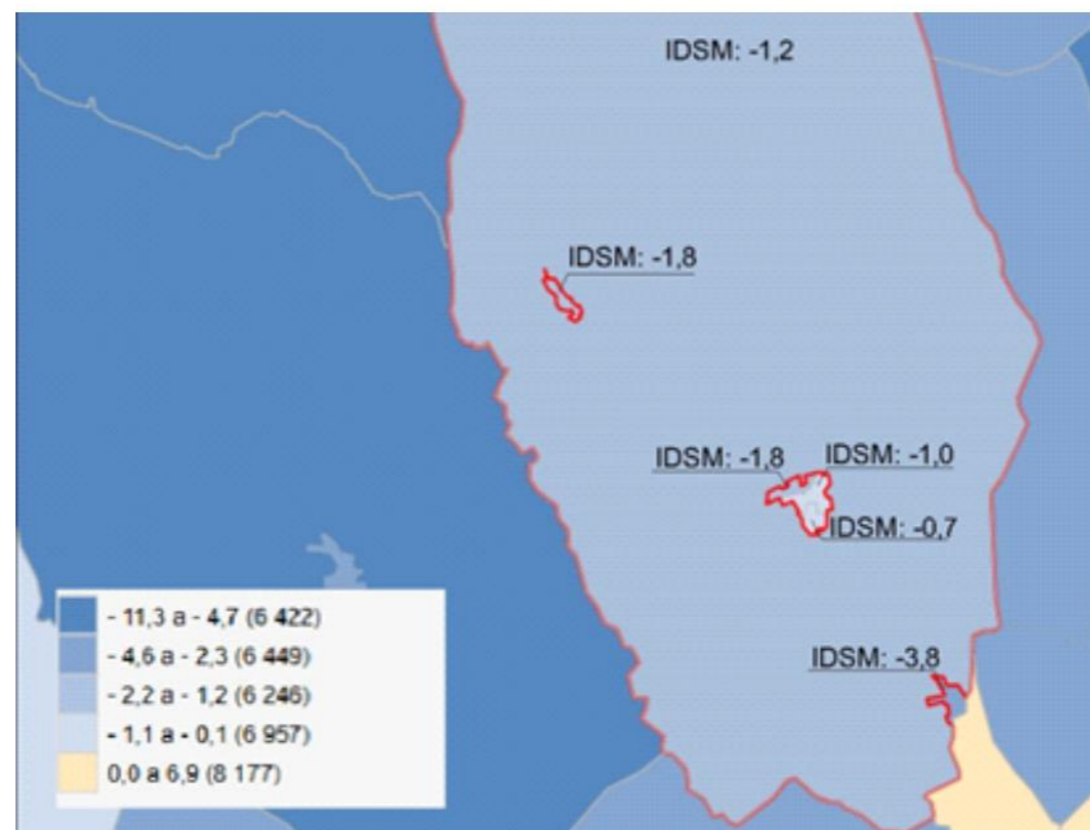 IDSM: -1,2
IDSM: -1,8
IDSM: -1,8
IDSM: -1,0
IDSM: -0,7
IDSM: -3,8
- 11,3 a - 4,7 (6 422)
- 4,6 a - 2,3 (6 449)
- 2,2 a - 1,2 (6 246)
- 1,1 a - 0,1 (6 957)
0,0 a 6,9 (8 177)